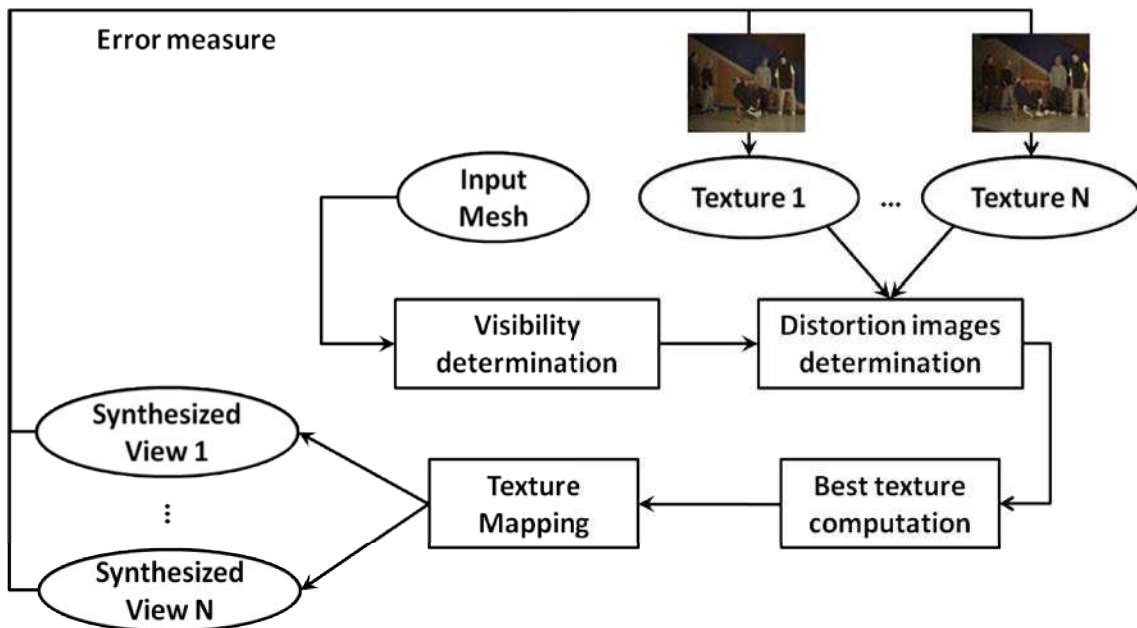 Error measure
Input
Mesh
Texture 1
...
Texture N
Visibility
determination
Distortion images
determination
Synthesized
View 1
...
Synthesized
View N
Texture
Mapping
Best texture
computation